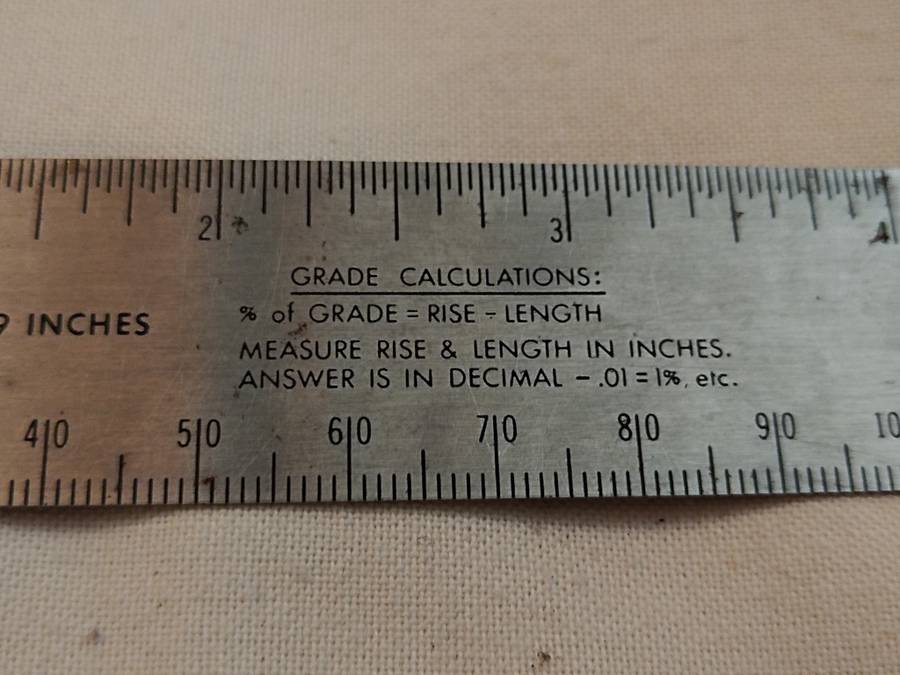 2 3 4
GRADE CALCULATIONS:
% of GRADE = RISE ÷ LENGTH
9 INCHES
MEASURE RISE & LENGTH IN INCHES.
ANSWER IS IN DECIMAL – .01 = 1%, etc.
40 50 60 70 80 90 10